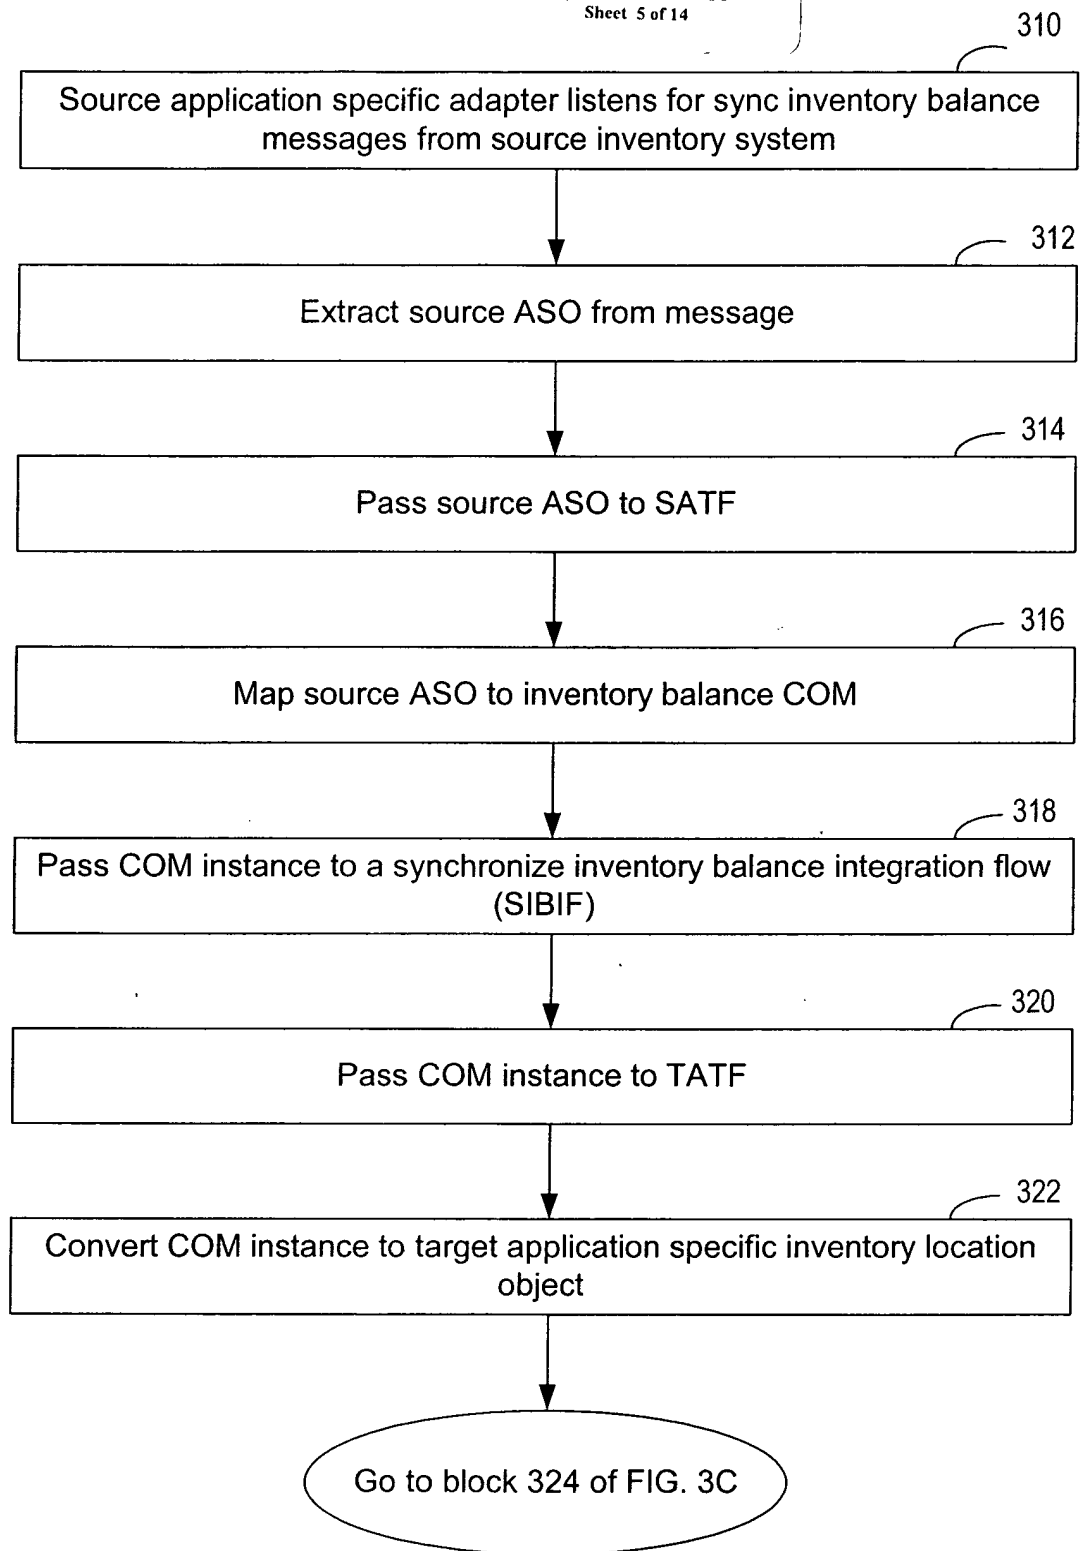 Sheet 5 of 14
310
Source application specific adapter listens for sync inventory balance
messages from source inventory system
312
Extract source ASO from message
314
Pass source ASO to SATF
316
Map source ASO to inventory balance COM
318
Pass COM instance to a synchronize inventory balance integration flow
(SIBIF)
320
Pass COM instance to TATF
322
Convert COM instance to target application specific inventory location
object
Go to block 324 of FIG. 3C